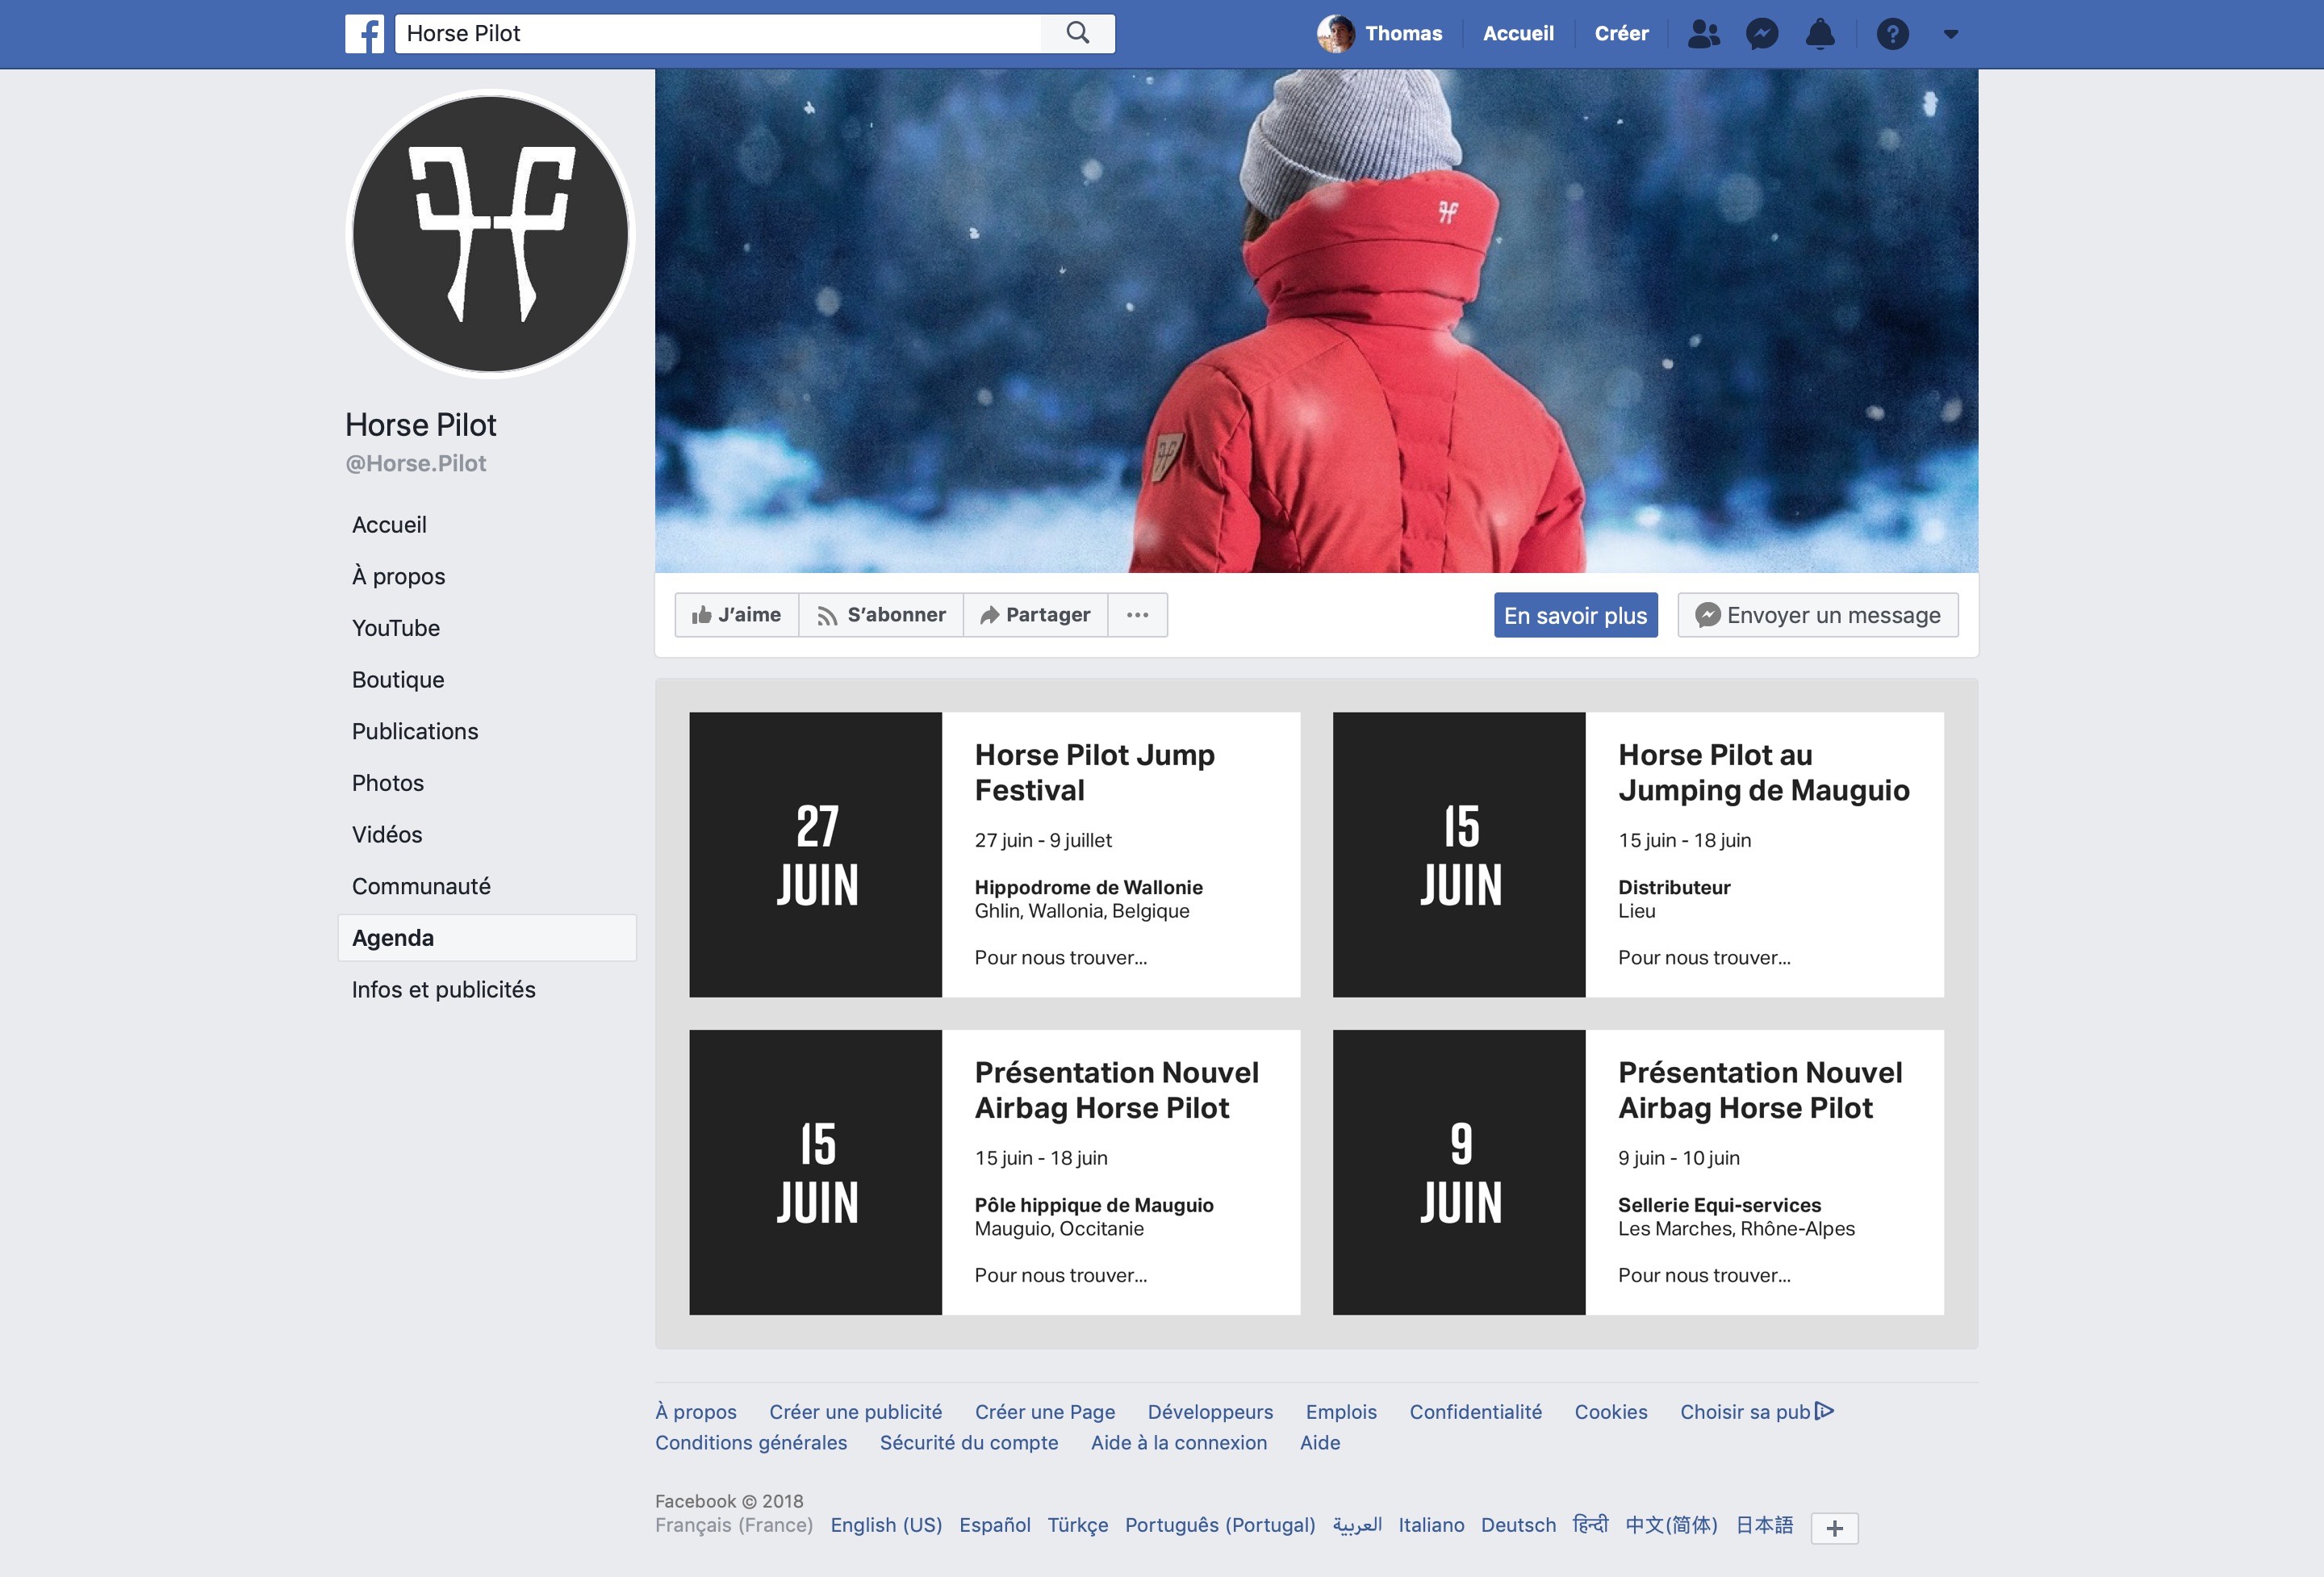 Horse Pilot
Thomas
Accueil
Créer
Horse Pilot
@Horse.Pilot
Accueil
À propos
YouTube
Boutique
Publications
Photos
Vidéos
Communauté
Agenda
Infos et publicités
J’aime
S’abonner
Partager
En savoir plus
Envoyer un message
27
JUIN
Horse Pilot Jump
Festival
27 juin - 9 juillet
Hippodrome de Wallonie
Ghlin, Wallonia, Belgique
Pour nous trouver...
15
JUIN
Horse Pilot au
Jumping de Mauguio
15 juin - 18 juin
Distributeur
Lieu
Pour nous trouver...
15
JUIN
Présentation Nouvel
Airbag Horse Pilot
15 juin - 18 juin
Pôle hippique de Mauguio
Mauguio, Occitanie
Pour nous trouver...
9
JUIN
Présentation Nouvel
Airbag Horse Pilot
9 juin - 10 juin
Sellerie Equi-services
Les Marches, Rhône-Alpes
Pour nous trouver...
À propos Créer une publicité Créer une Page Développeurs Emplois Confidentialité Cookies Choisir sa pub
Conditions générales Sécurité du compte Aide à la connexion Aide
Facebook © 2018
Français (France) English (US) Español Türkçe Português (Portugal) العربية Italiano Deutsch हिन्दी 中文(简体) 日本語